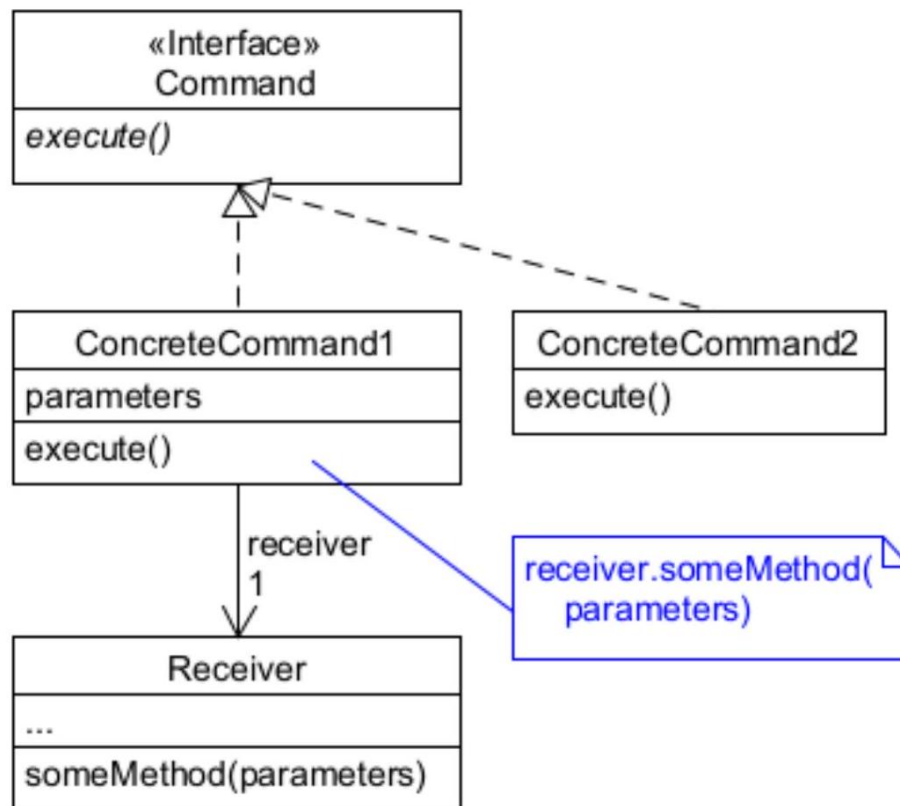 «Interface»
Command
execute()
ConcreteCommand1
parameters
execute()
ConcreteCommand2
execute()
receiver
1
receiver.someMethod(
parameters)
Receiver
...
someMethod(parameters)